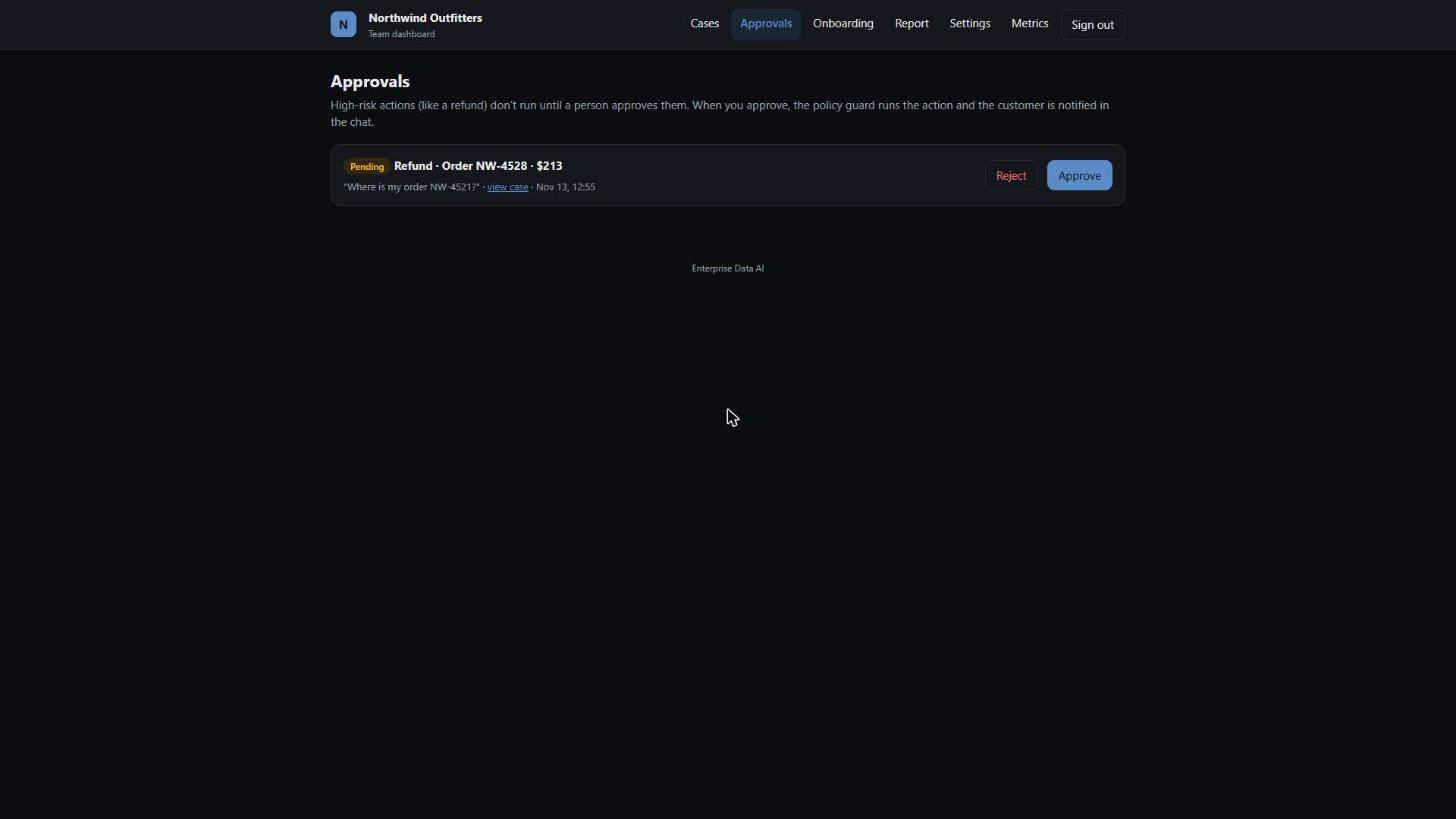 N
Northwind Outfitters
Team dashboard
Cases
Approvals
Onboarding
Report
Settings
Metrics
Sign out
Approvals
High-risk actions (like a refund) don't run until a person approves them. When you approve, the policy guard runs the action and the customer is notified in
the chat.
Pending Refund · Order NW-4528 · $213
"Where is my order NW-4521?" · view case · Nov 13, 12:55
Reject
Approve
Enterprise Data AI